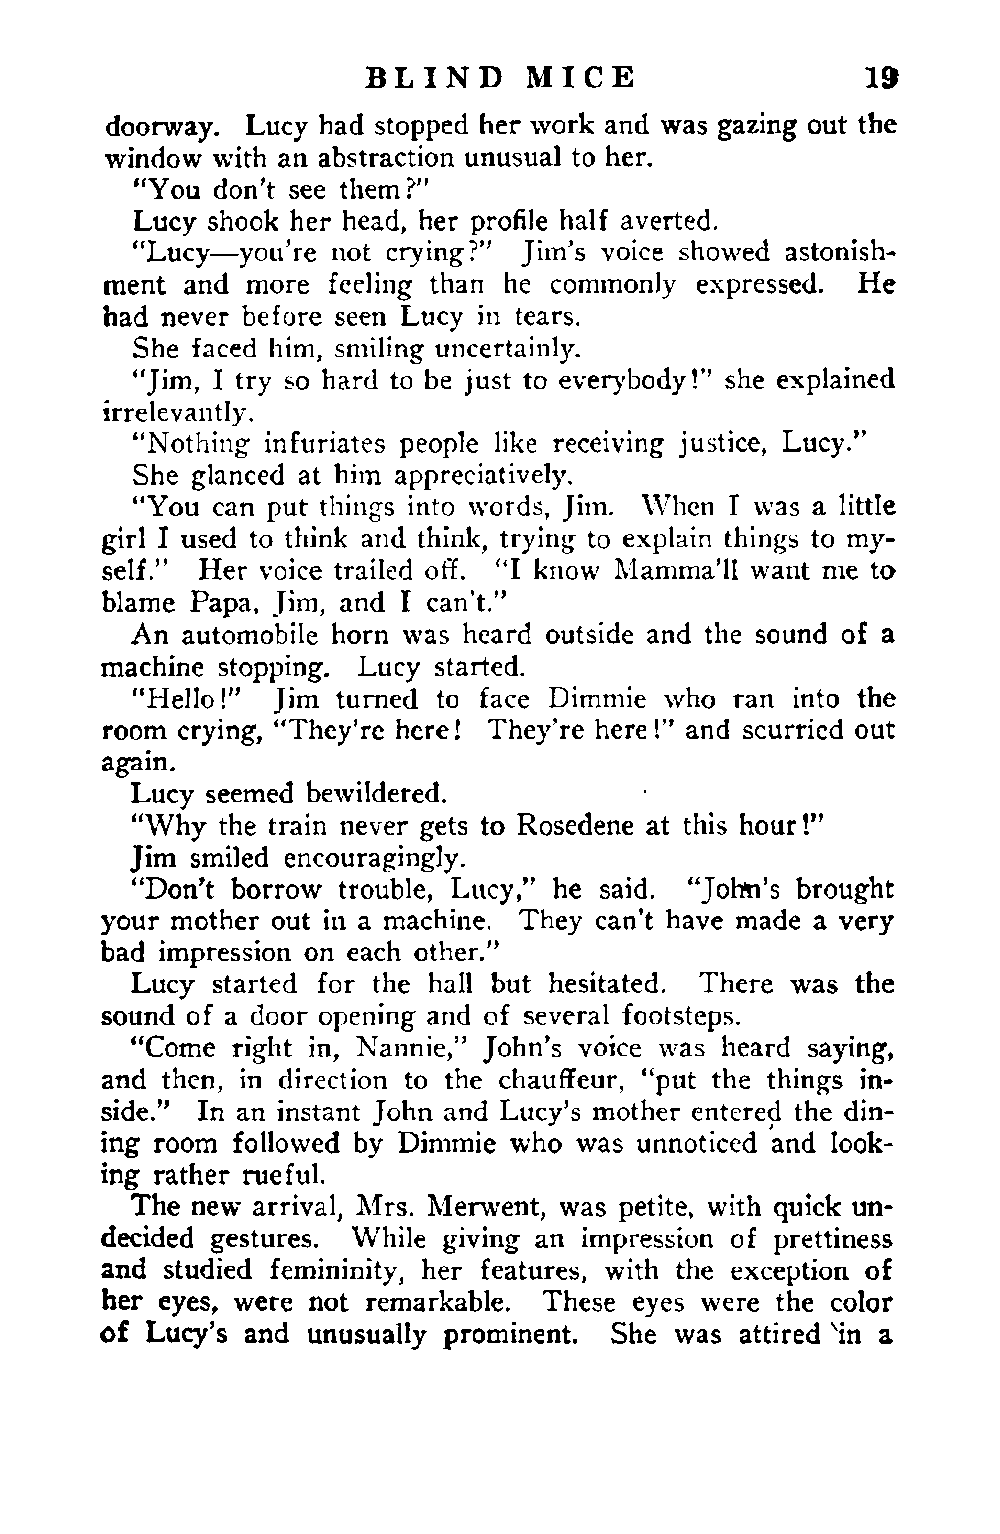 BLIND MICE 19
doorway. Lucy had stopped her work and was gazing out the
window with an abstraction unusual to her.
"You don't see them?"
Lucy shook her head, her profile half averted.
"Lucy—you're not crying?" Jim's voice showed astonish-
ment and more feeling than he commonly expressed. He
had never before seen Lucy in tears.
She faced him, smiling uncertainly.
"Jim, I try so hard to be just to everybody!" she explained
irrelevantly.
"Nothing infuriates people like receiving justice, Lucy."
She glanced at him appreciatively.
"You can put things into words, Jim. When I was a little
girl I used to think and think, trying to explain things to my-
self." Her voice trailed off. "I know Mamma'll want me to
blame Papa, Jim, and I can't."
An automobile horn was heard outside and the sound of a
machine stopping. Lucy started.
"Hello!" Jim turned to face Dimmie who ran into the
room crying, "They're here! They're here!" and scurried out
again.
Lucy seemed bewildered.
"Why the train never gets to Rosedene at this hour!"
Jim smiled encouragingly.
"Don't borrow trouble, Lucy," he said. "John's brought
your mother out in a machine. They can't have made a very
bad impression on each other."
Lucy started for the hall but hesitated. There was the
sound of a door opening and of several footsteps.
"Come right in, Nannie," John's voice was heard saying,
and then, in direction to the chauffeur, "put the things in-
side." In an instant John and Lucy's mother entered the din-
ing room followed by Dimmie who was unnoticed and look-
ing rather rueful.
The new arrival, Mrs. Merwent, was petite, with quick un-
decided gestures. While giving an impression of prettiness
and studied femininity, her features, with the exception of
her eyes, were not remarkable. These eyes were the color
of Lucy's and unusually prominent. She was attired in a